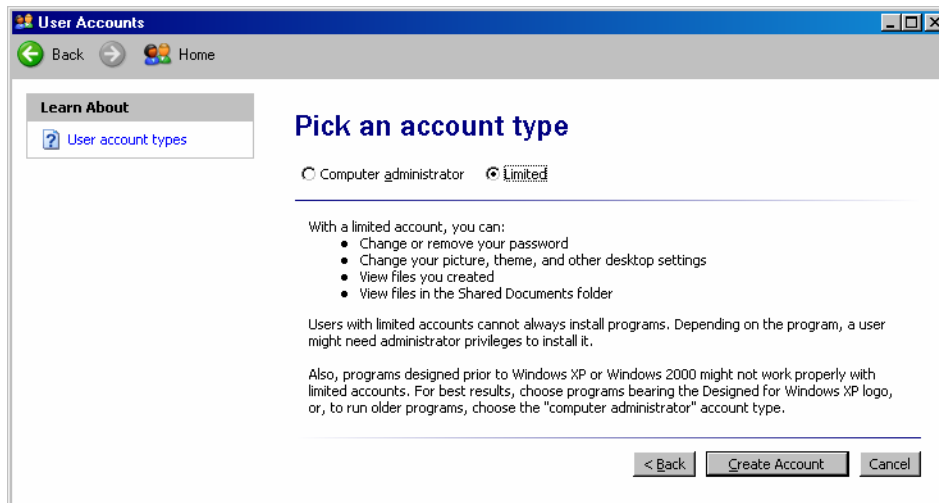 User Accounts
Back Home
Learn About
User account types
Pick an account type
Computer administrator Limited
With a limited account, you can:
● Change or remove your password
● Change your picture, theme, and other desktop settings
● View files you created
● View files in the Shared Documents folder
Users with limited accounts cannot always install programs. Depending on the program, a user
might need administrator privileges to install it.
Also, programs designed prior to Windows XP or Windows 2000 might not work properly with
limited accounts. For best results, choose programs bearing the Designed for Windows XP logo,
or, to run older programs, choose the "computer administrator" account type.
< Back Create Account Cancel